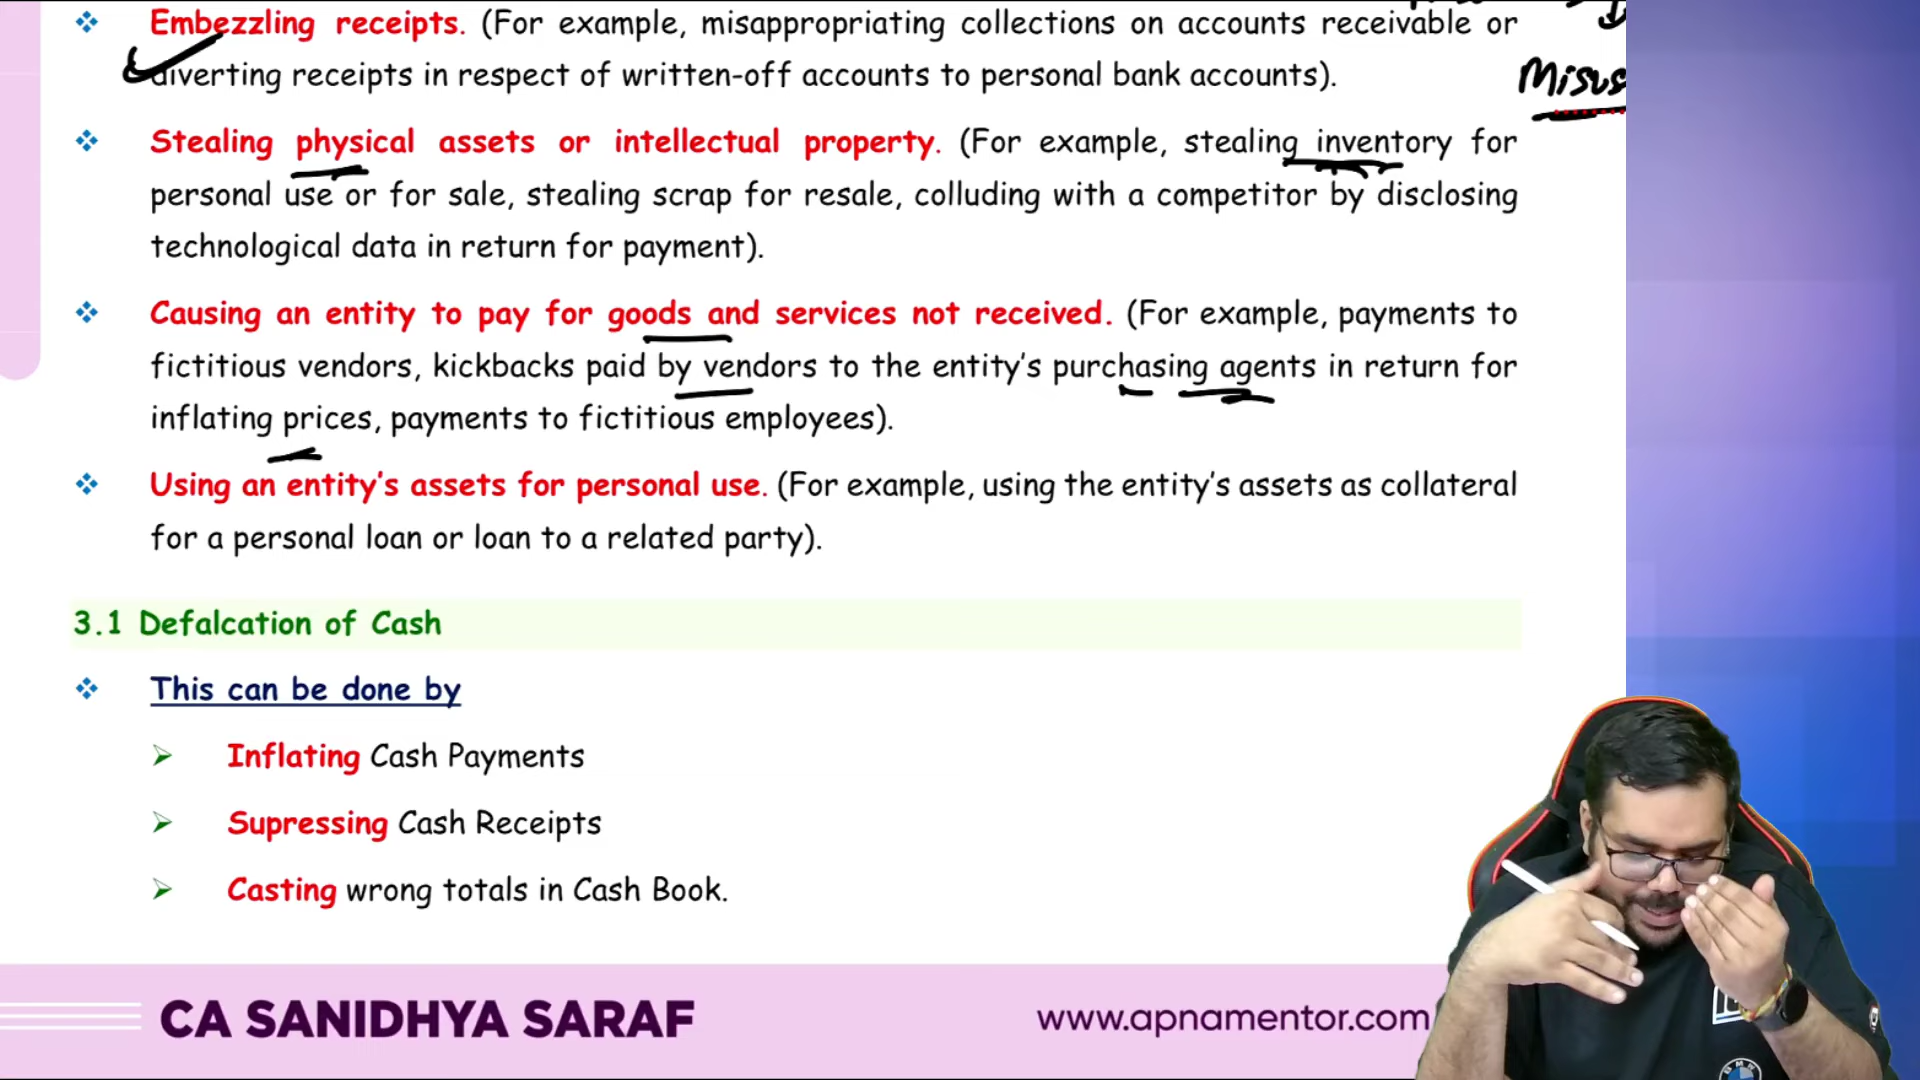 Embezzling receipts. (For example, misappropriating collections on accounts receivable or
diverting receipts in respect of written-off accounts to personal bank accounts).
Stealing physical assets or intellectual property. (For example, stealing inventory for
personal use or for sale, stealing scrap for resale, colluding with a competitor by disclosing
technological data in return for payment).
Causing an entity to pay for goods and services not received. (For example, payments to
fictitious vendors, kickbacks paid by vendors to the entity's purchasing agents in return for
inflating prices, payments to fictitious employees).
Using an entity's assets for personal use. (For example, using the entity's assets as collateral
for a personal loan or loan to a related party).
3.1 Defalcation of Cash
This can be done by
Inflating Cash Payments
Supressing Cash Receipts
Casting wrong totals in Cash Book.
CA SANIDHYA SARAF
www.apnamentor.com
Misus
BMW